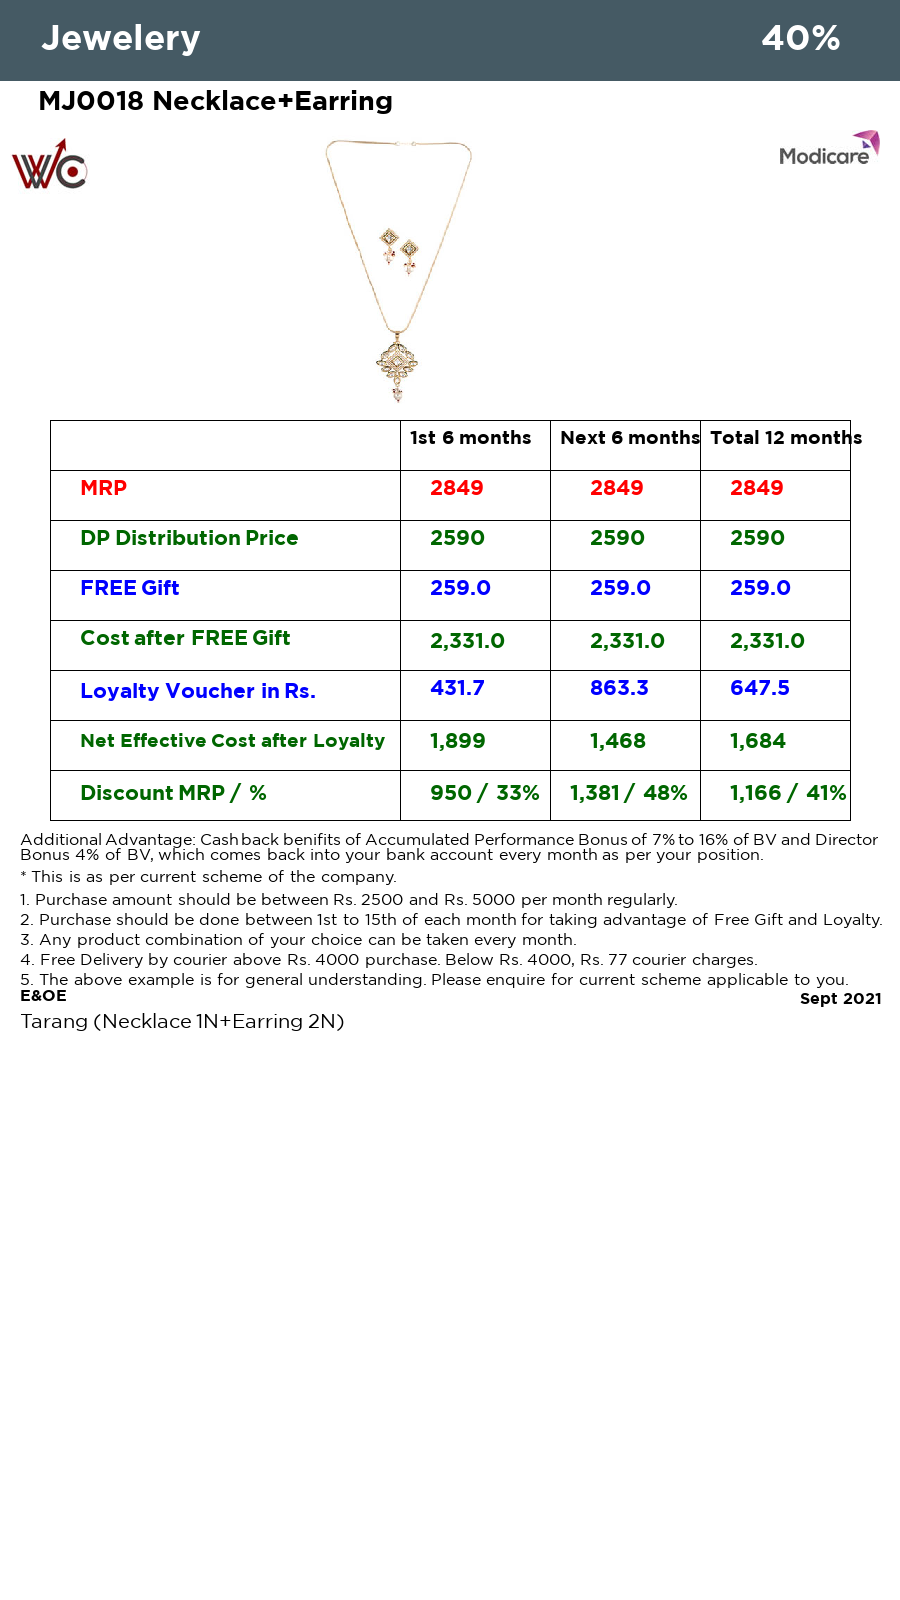 Jewelery 40%
MJ0018 Necklace+Earring
WC
Modicare
1st 6 months Next 6 months Total 12 months
MRP 2849 2849 2849
DP Distribution Price 2590 2590 2590
FREE Gift 259.0 259.0 259.0
Cost after FREE Gift 2,331.0 2,331.0 2,331.0
Loyalty Voucher in Rs. 431.7 863.3 647.5
Net Effective Cost after Loyalty 1,899 1,468 1,684
Discount MRP / % 950 / 33% 1,381 / 48% 1,166 / 41%
Additional Advantage: Cash back benifits of Accumulated Performance Bonus of 7% to 16% of BV and Director
Bonus 4% of BV, which comes back into your bank account every month as per your position.
* This is as per current scheme of the company.
1. Purchase amount should be between Rs. 2500 and Rs. 5000 per month regularly.
2. Purchase should be done between 1st to 15th of each month for taking advantage of Free Gift and Loyalty.
3. Any product combination of your choice can be taken every month.
4. Free Delivery by courier above Rs. 4000 purchase. Below Rs. 4000, Rs. 77 courier charges.
5. The above example is for general understanding. Please enquire for current scheme applicable to you.
E&OE
Sept 2021
Tarang (Necklace 1N+Earring 2N)